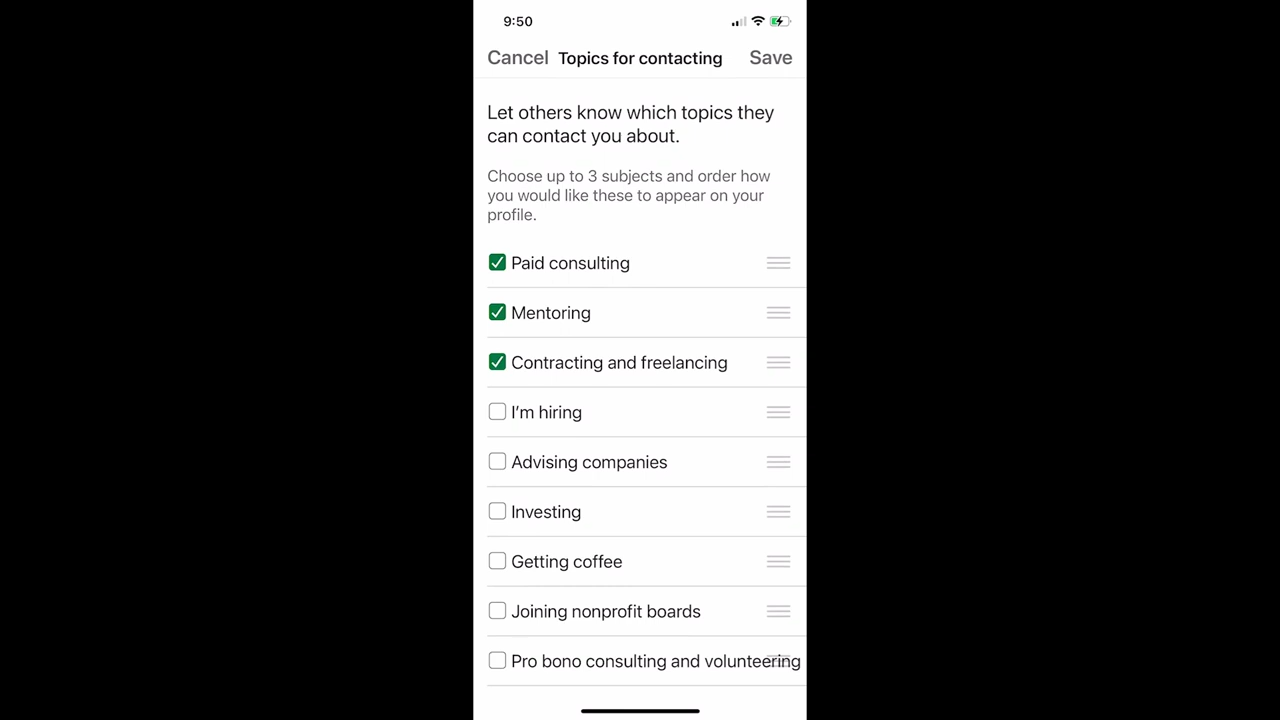 9:50
Cancel Topics for contacting Save
Let others know which topics they
can contact you about.
Choose up to 3 subjects and order how
you would like these to appear on your
profile.
Paid consulting
Mentoring
Contracting and freelancing
I'm hiring
Advising companies
Investing
Getting coffee
Joining nonprofit boards
Pro bono consulting and volunteering